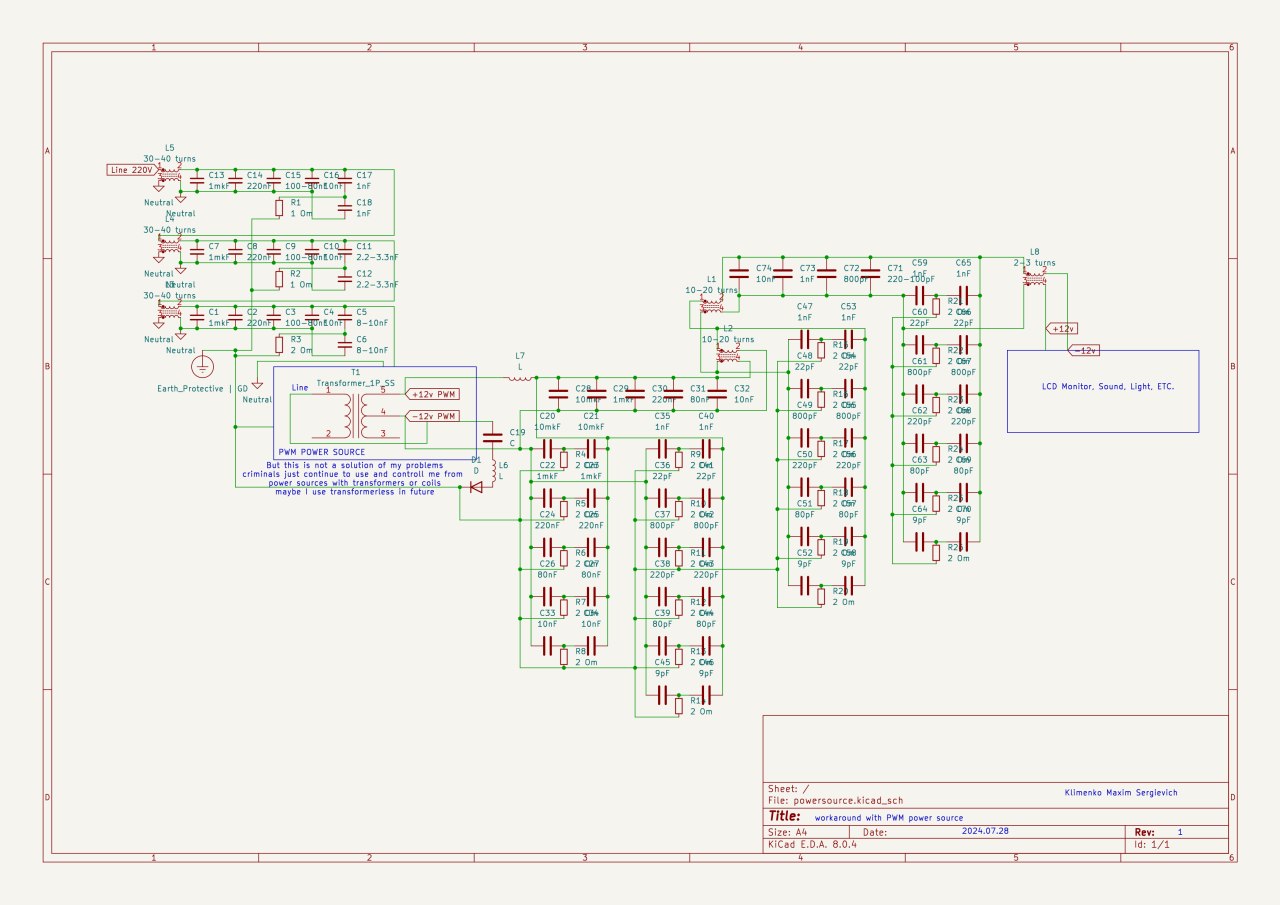 1 2 3 4 5 6
A A
L5
30-40 turns
Line 220V
C13 C14 C15 C16 C17
1mkF 220nF 100-80nF 10nF 1nF
Neutral
Neutral
R1
1 Om
C18
1nF
L4
30-40 turns
C7 C8 C9 C10 C11
1mkF 220nF 100-80nF 10nF 2.2-3.3nF
Neutral
Neutral
R2
1 Om
C12
2.2-3.3nF
30-40 turns
C1 C2 C3 C4 C5
1mkF 220nF 100-80nF 10nF 8-10nF
Neutral
R3
2 Om
C6
8-10nF
B B
Earth_Protective | GD
Neutral
T1
Transformer_1P_SS
Line
1 5
4
2 3
+12v PWM
-12v PWM
PWM POWER SOURCE
But this is not a solution of my problems
criminals just continue to use and controll me from
power sources with transformers or coils
maybe I use transformerless in future
C19
C
D1
D
L6
L
L7
L
C28 C29 C30 C31 C32
10mkF 1mkF 220nF 80nF 10nF
C20 C21
10mkF 10mkF
R4
2 Om
C22 C23
1mkF 1mkF
R5
2 Om
C24 C25
220nF 220nF
R6
2 Om
C26 C27
80nF 80nF
R7
2 Om
C33 C34
10nF 10nF
R8
2 Om
C35 C40
1nF 1nF
R9
2 Om
C36 C41
22pF 22pF
C37 C42
800pF 800pF
R11
2 Om
C38 C43
220pF 220pF
R12
2 Om
C39 C44
80pF 80pF
R13
2 Om
C45 C46
9pF 9pF
R14
2 Om
L1
10-20 turns
L2
10-20 turns
C74 C73 C72 C71
10nF 1nF 800pF 220-100pF
C47 C53
1nF 1nF
R15
2 Om
C48 C54
22pF 22pF
R16
2 Om
C49 C55
800pF 800pF
R17
2 Om
C50 C56
220pF 220pF
R18
2 Om
C51 C57
80pF 80pF
R19
2 Om
C52 C58
9pF 9pF
R20
2 Om
C59 C65
1nF 1nF
R21
2 Om
C60 C66
22pF 22pF
R22
2 Om
C61 C67
800pF 800pF
R23
2 Om
C62 C68
220pF 220pF
R24
2 Om
C63 C69
80pF 80pF
R25
2 Om
C64 C70
9pF 9pF
R26
2 Om
L8
2-3 turns
+12v
-12v
LCD Monitor, Sound, Light, ETC.
C C
D D
Sheet: /
File: powersource.kicad_sch
Klimenko Maxim Sergievich
Title: workaround with PWM power source
Size: A4 Date: 2024.07.28 Rev: 1
KiCad E.D.A. 8.0.4 Id: 1/1
1 2 3 4 5 6